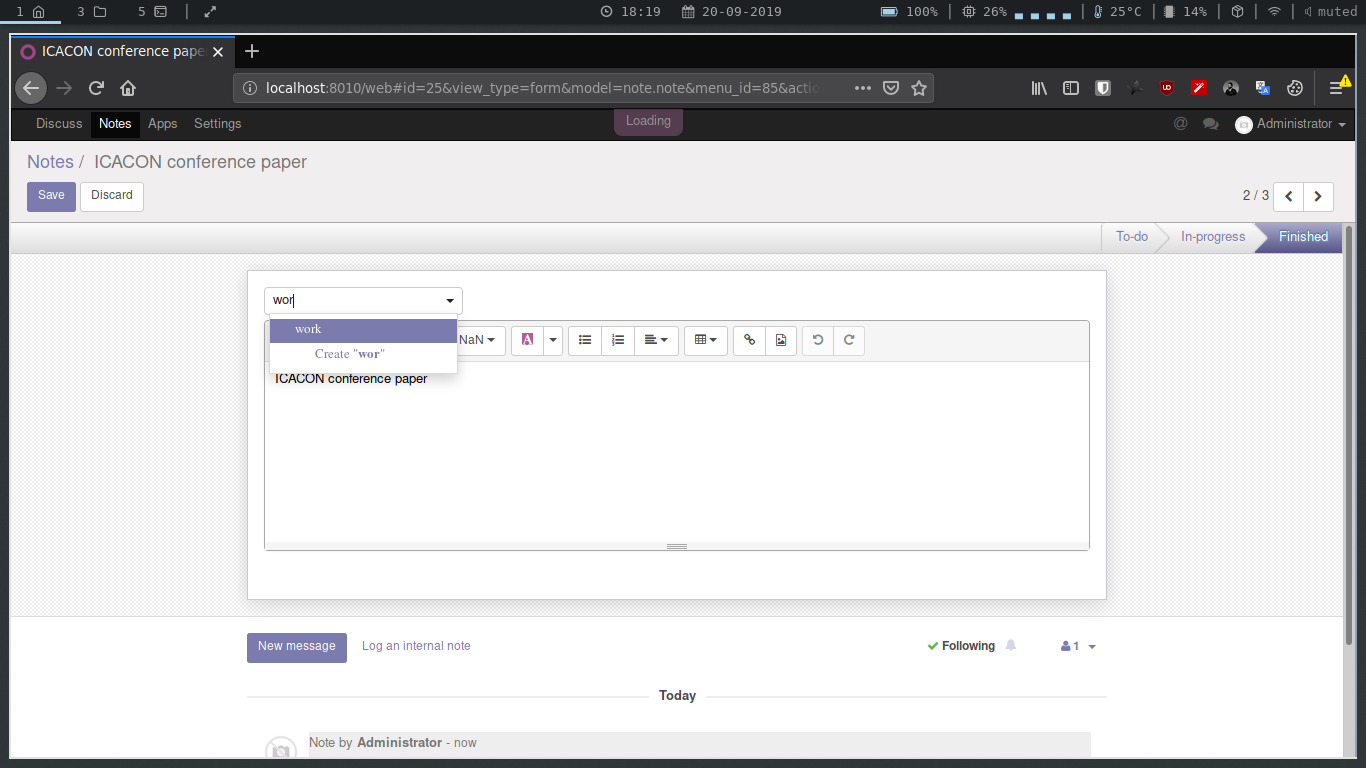 1 3 5 18:19 20-09-2019 100% 26% 25°C 14% muted
ICACON conference pape
localhost:8010/web#id=25&view_type=form&model=note.note&menu_id=85&actic
Discuss Notes Apps Settings Loading @ Administrator
Notes / ICACON conference paper
Save Discard 2 / 3
To-do In-progress Finished
wor
work
NaN A
Create "wor"
ICACON conference paper
New message Log an internal note Following 1
Today
Note by Administrator - now